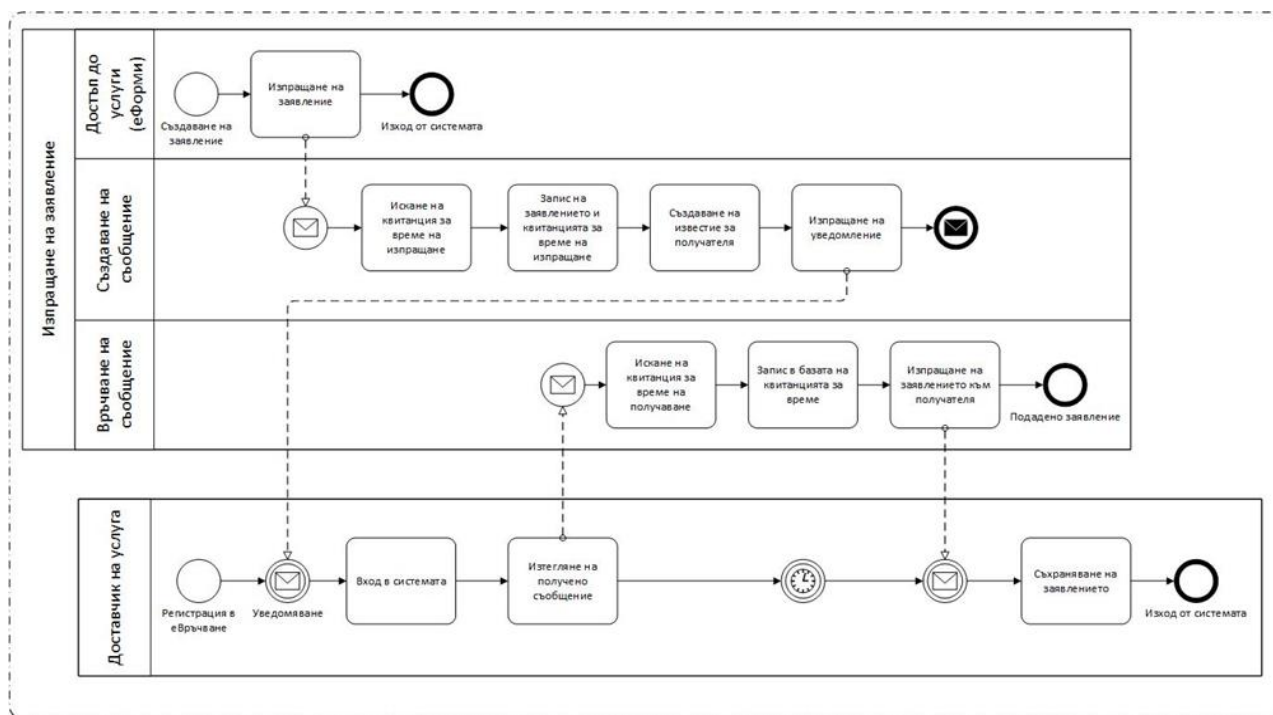 Изпращане на заявление
Достъп до
услуги
(еФорми)
Създаване на
заявление
Изпращане на
заявление
Изход от системата
Създаване на
съобщение
Искане на
квитанция за
време на
изпращане
Запис на
заявлението и
квитанцията за
време на
изпращане
Създаване на
известие за
получателя
Изпращане на
уведомление
Връчване на
съобщение
Искане на
квитанция за
време на
получаване
Запис в базата на
квитанцията за
време
Изпращане на
заявлението към
получателя
Подадено заявление
Доставчик на услуга
Регистрация в
еВръчване
Уведомяване
Вход в системата
Изтегляне на
получено
съобщение
Съхраняване на
заявлението
Изход от системата